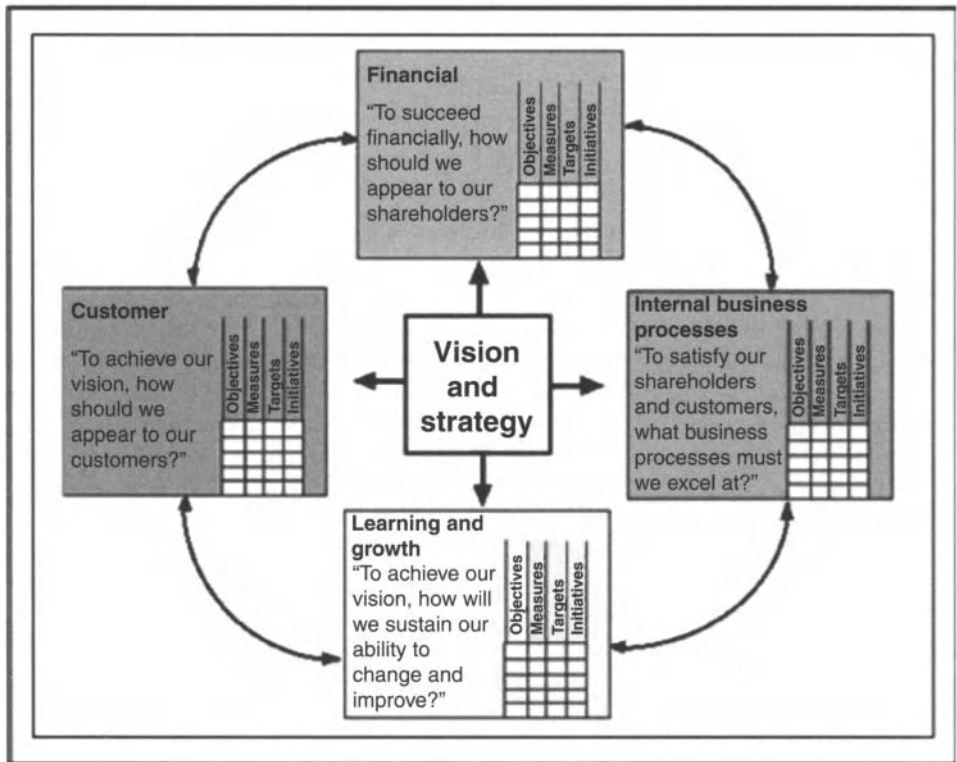 Financial
“To succeed
financially, how
should we
appear to our
shareholders?”
Objectives
Measures
Targets
Initiatives
Customer
“To achieve our
vision, how
should we
appear to our
customers?”
Objectives
Measures
Targets
Initiatives
Vision
and
strategy
Internal business
processes
“To satisfy our
shareholders
and customers,
what business
processes must
we excel at?”
Objectives
Measures
Targets
Initiatives
Learning and
growth
“To achieve our
vision, how will
we sustain our
ability to
change and
improve?”
Objectives
Measures
Targets
Initiatives